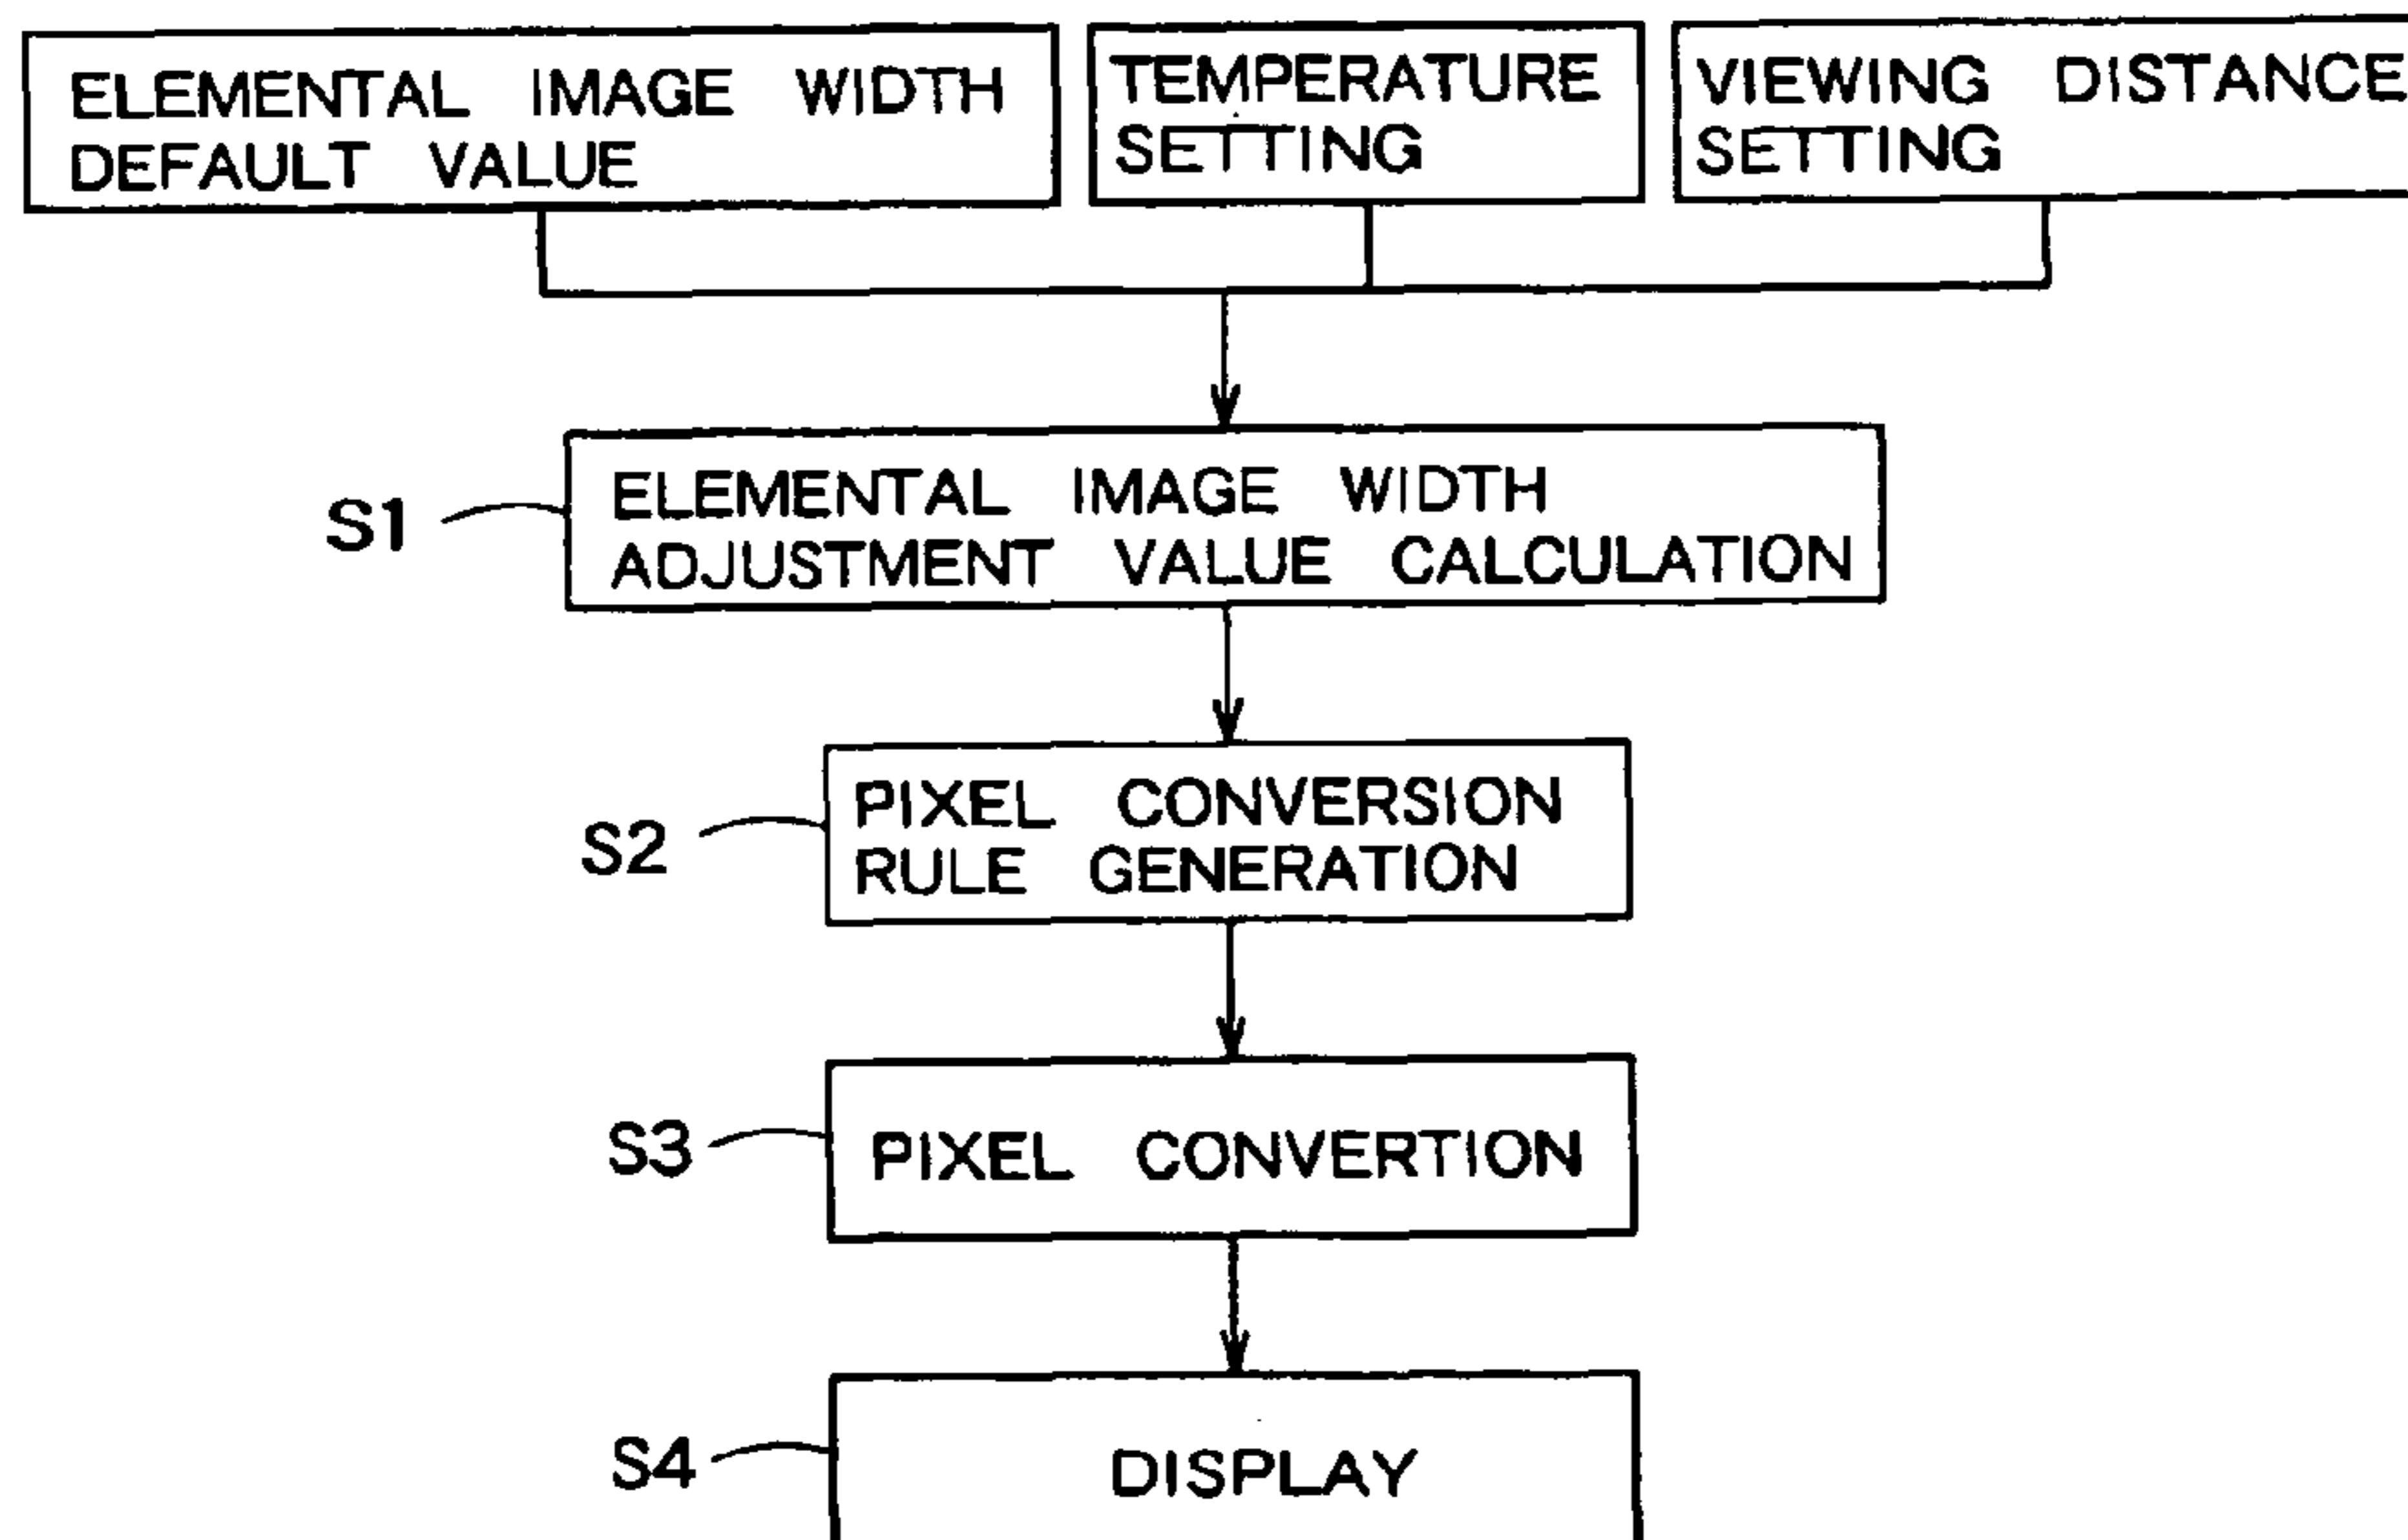 ELEMENTAL IMAGE WIDTH
DEFAULT VALUE
TEMPERATURE
SETTING
VIEWING DISTANCE
SETTING
S1
ELEMENTAL IMAGE WIDTH
ADJUSTMENT VALUE CALCULATION
S2
PIXEL CONVERSION
RULE GENERATION
S3
PIXEL CONVERTION
S4
DISPLAY